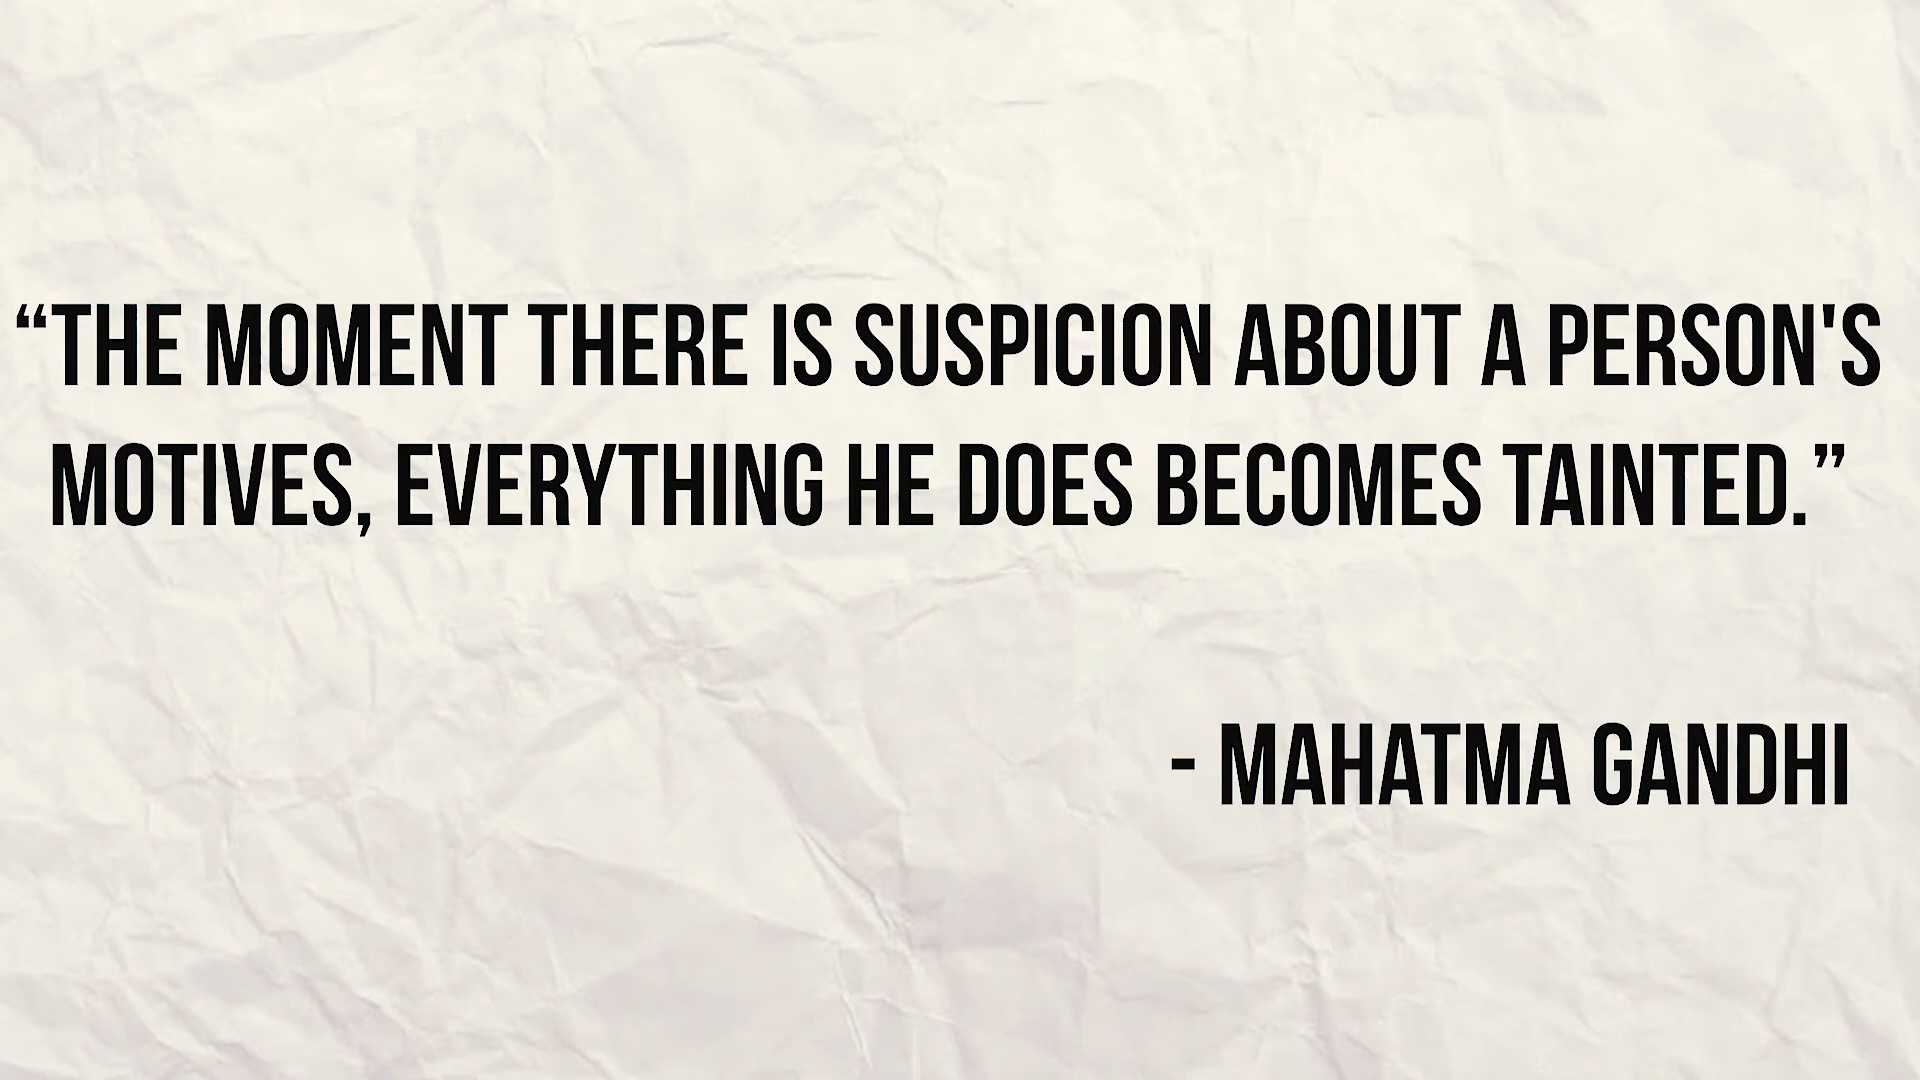 “THE MOMENT THERE IS SUSPICION ABOUT A PERSON'S
MOTIVES, EVERYTHING HE DOES BECOMES TAINTED.”
- MAHATMA GANDHI